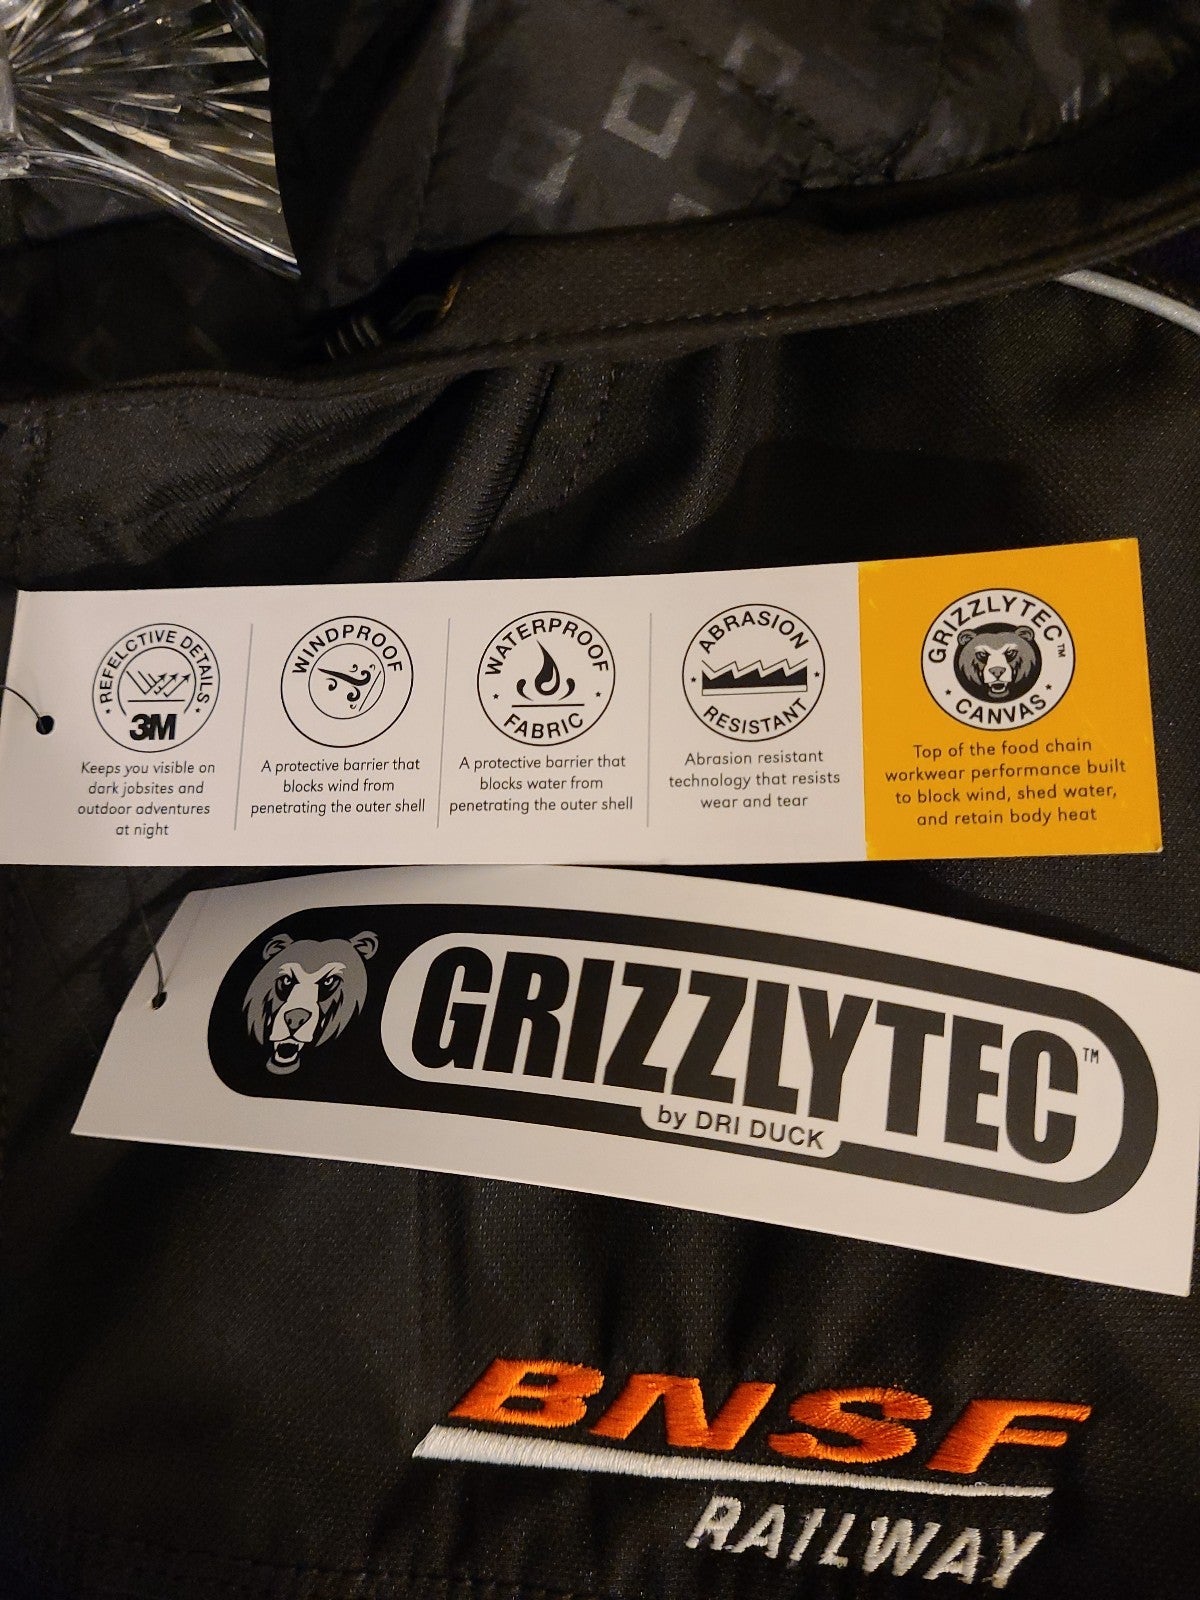 REFELCTIVE DETAILS
3M
Keeps you visible on
dark jobsites and
outdoor adventures
at night
WINDPROOF
A protective barrier that
blocks wind from
penetrating the outer shell
WATERPROOF
FABRIC
A protective barrier that
blocks water from
penetrating the outer shell
ABRASION
RESISTANT
Abrasion resistant
technology that resists
wear and tear
GRIZZLYTEC™
CANVAS
Top of the food chain
workwear performance built
to block wind, shed water,
and retain body heat
GRIZZLYTEC™
by DRI DUCK
BNSF
RAILWAY